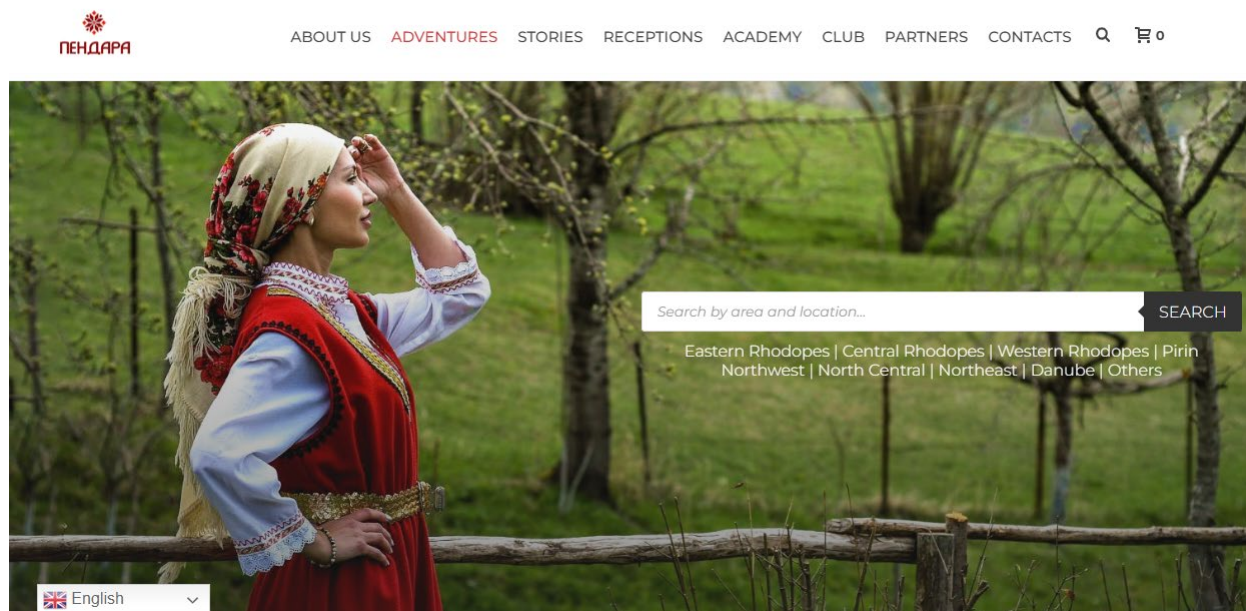 ПЕНДАРА
ABOUT US ADVENTURES STORIES RECEPTIONS ACADEMY CLUB PARTNERS CONTACTS 0
Search by area and location...
SEARCH
Eastern Rhodopes | Central Rhodopes | Western Rhodopes | Pirin
Northwest | North Central | Northeast | Danube | Others
English